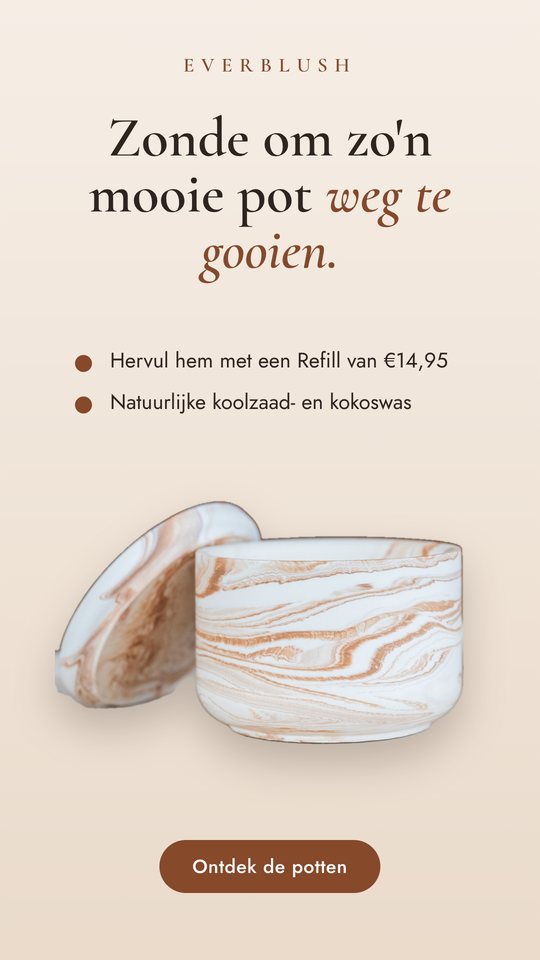 EVERBLUSH
Zonde om zo'n
mooie pot weg te
gooien.
Hervul hem met een Refill van €14,95
Natuurlijke koolzaad- en kokoswas
Ontdek de potten